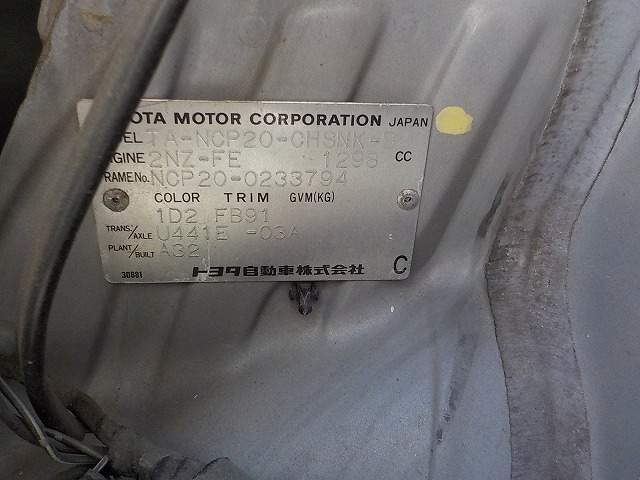 OTA MOTOR CORPORATION JAPAN
EL TA-NCP20-CHSNK-
GINE 2NZ-FE 1298 CC
RAME No. NCP20-0233794
COLOR TRIM GVM(KG)
1D2 FB91
TRANS./AXLE U441E -03A
PLANT/BUILT A32
30881
トヨタ自動車株式会社
C